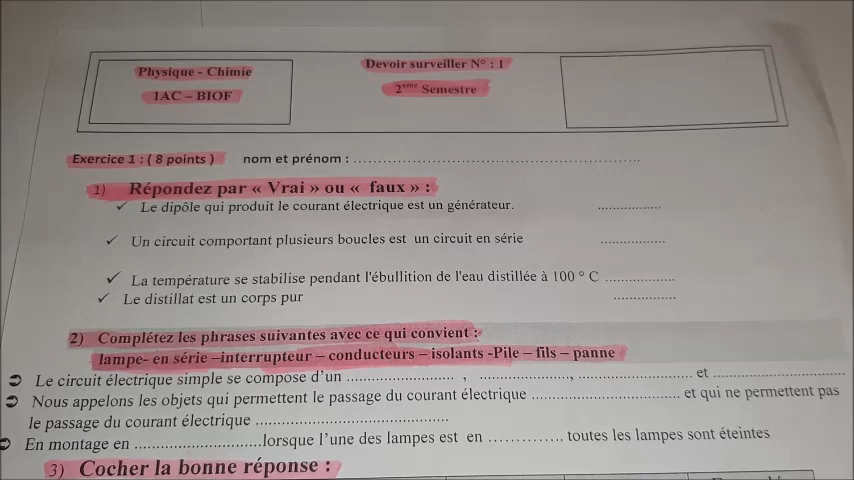 Physique - Chimie
1AC – BIOF
Devoir surveiller N° : 1
2ème Semestre
Exercice 1 : ( 8 points ) nom et prénom : ..............................................................
1) Répondez par « Vrai » ou « faux » :
✓ Le dipôle qui produit le courant électrique est un générateur. ................
✓ Un circuit comportant plusieurs boucles est un circuit en série ................
✓ La température se stabilise pendant l'ébullition de l'eau distillée à 100 ° C ................
✓ Le distillat est un corps pur ................
2) Complétez les phrases suivantes avec ce qui convient :
lampe- en série –interrupteur – conducteurs – isolants -Pile – fils – panne
Le circuit électrique simple se compose d’un .......................... , ......................, ............................ et ................................
Nous appelons les objets qui permettent le passage du courant électrique .................................... et qui ne permettent pas
le passage du courant électrique ................................................
En montage en ..............................lorsque l’une des lampes est en .............. toutes les lampes sont éteintes
3) Cocher la bonne réponse :